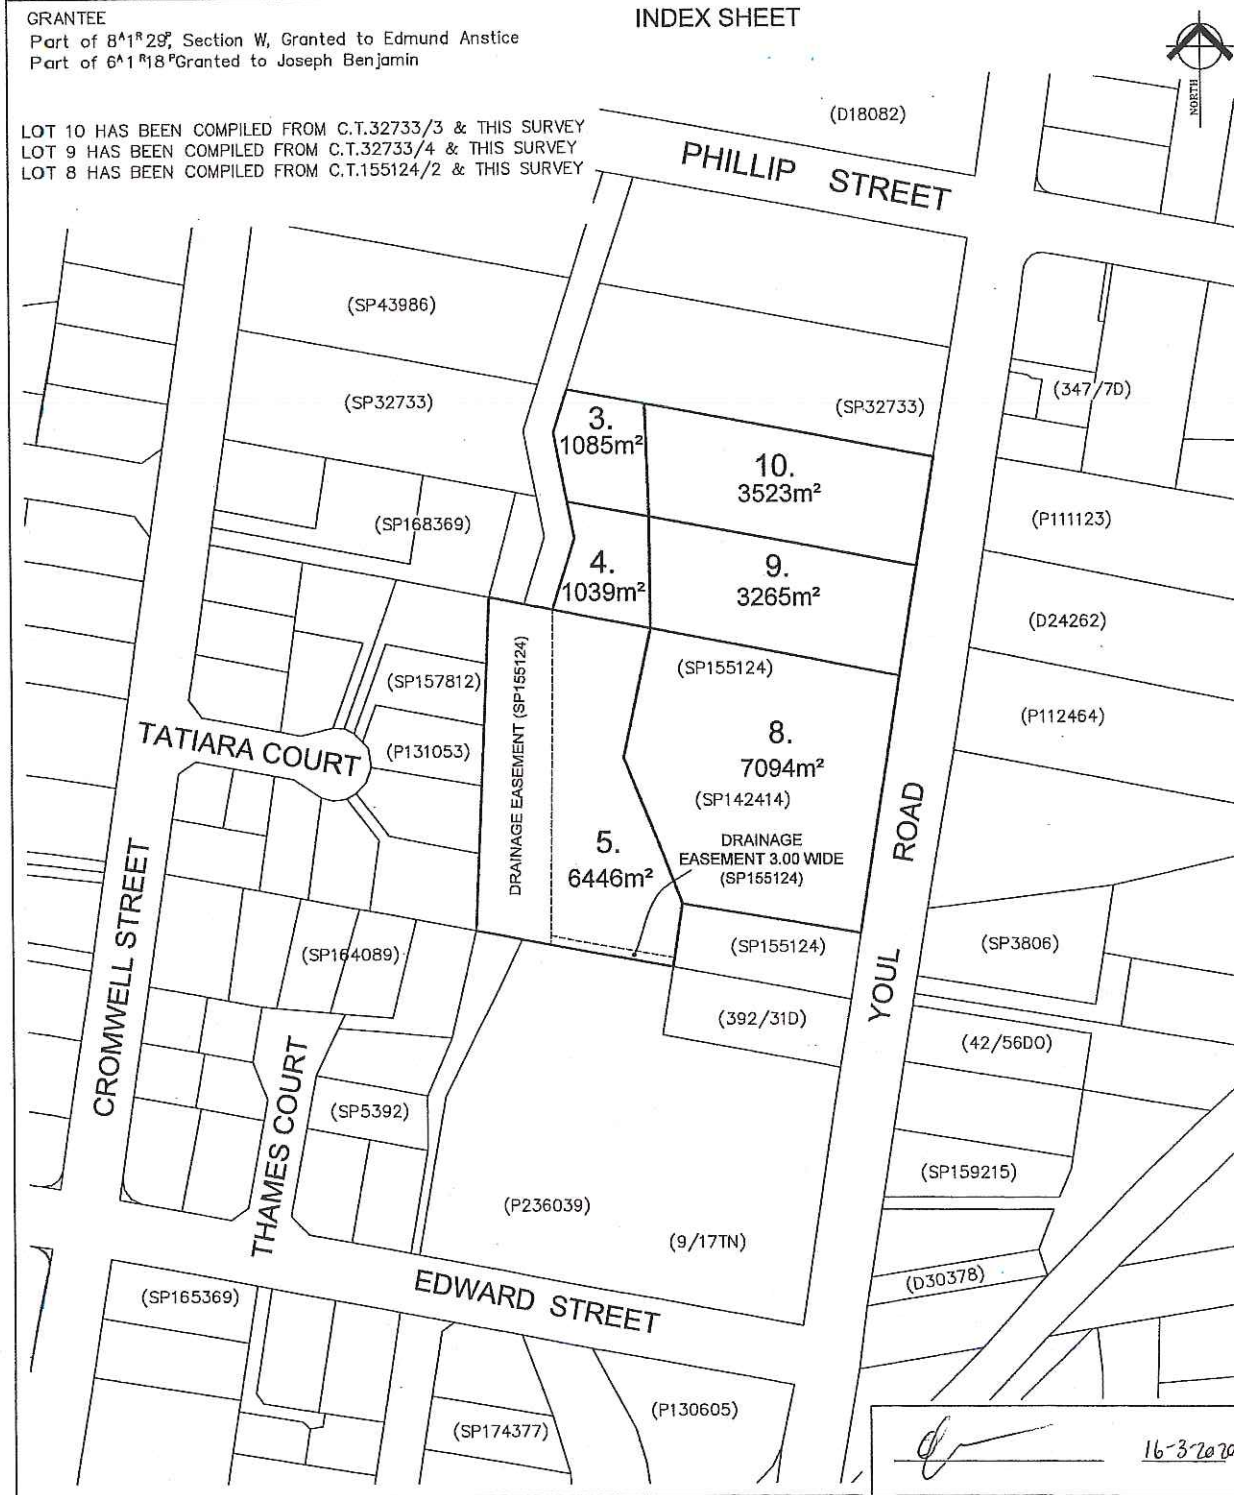 GRANTEE
Part of 8ᴬ1ᴿ29ᴾ, Section W, Granted to Edmund Anstice
Part of 6ᴬ1ᴿ18ᴾ Granted to Joseph Benjamin
INDEX SHEET
NORTH
LOT 10 HAS BEEN COMPILED FROM C.T.32733/3 & THIS SURVEY
LOT 9 HAS BEEN COMPILED FROM C.T.32733/4 & THIS SURVEY
LOT 8 HAS BEEN COMPILED FROM C.T.155124/2 & THIS SURVEY
(D18082)
PHILLIP STREET
(SP43986)
(SP32733)
(SP32733)
(347/7D)
3.
1085m²
10.
3523m²
(SP168369)
(P111123)
4.
1039m²
9.
3265m²
(D24262)
(SP157812)
DRAINAGE EASEMENT (SP155124)
(SP155124)
(P112464)
TATIARA COURT
(P131053)
8.
7094m²
(SP142414)
5.
6446m²
DRAINAGE
EASEMENT 3.00 WIDE
(SP155124)
YOUL ROAD
CROMWELL STREET
(SP164089)
(SP155124)
(SP3806)
(392/31D)
(42/56DO)
THAMES COURT
(SP5392)
(SP159215)
(P236039)
(9/17TN)
(D30378)
EDWARD STREET
(SP165369)
(SP174377)
(P130605)
16-3-2020